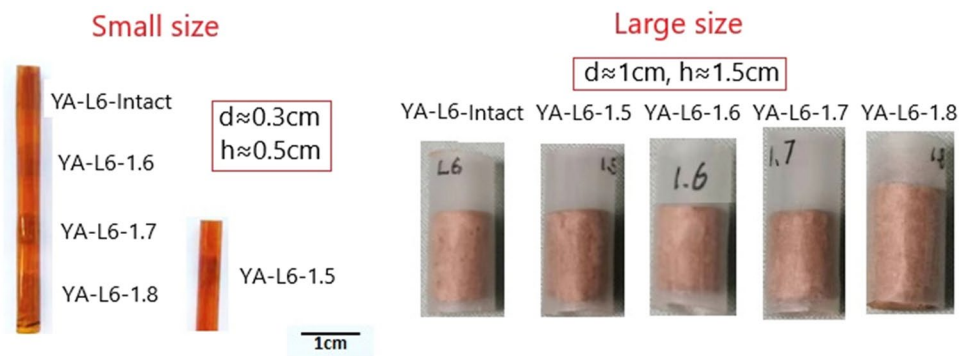 Small size
YA-L6-Intact
YA-L6-1.6
YA-L6-1.7
YA-L6-1.8
d≈0.3cm
h≈0.5cm
YA-L6-1.5
1cm
Large size
d≈1cm, h≈1.5cm
YA-L6-Intact YA-L6-1.5 YA-L6-1.6 YA-L6-1.7 YA-L6-1.8
L6
1.6
1.7